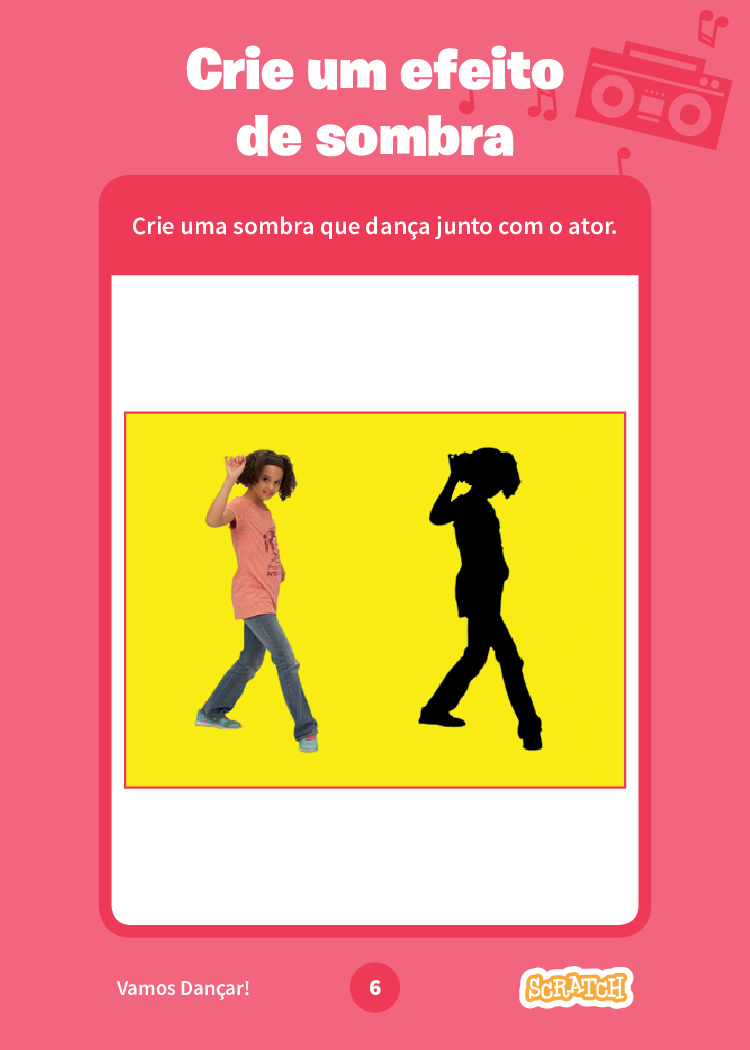 Crie um efeito
de sombra
Crie uma sombra que dança junto com o ator.
Vamos Dançar!
6
SCRATCH